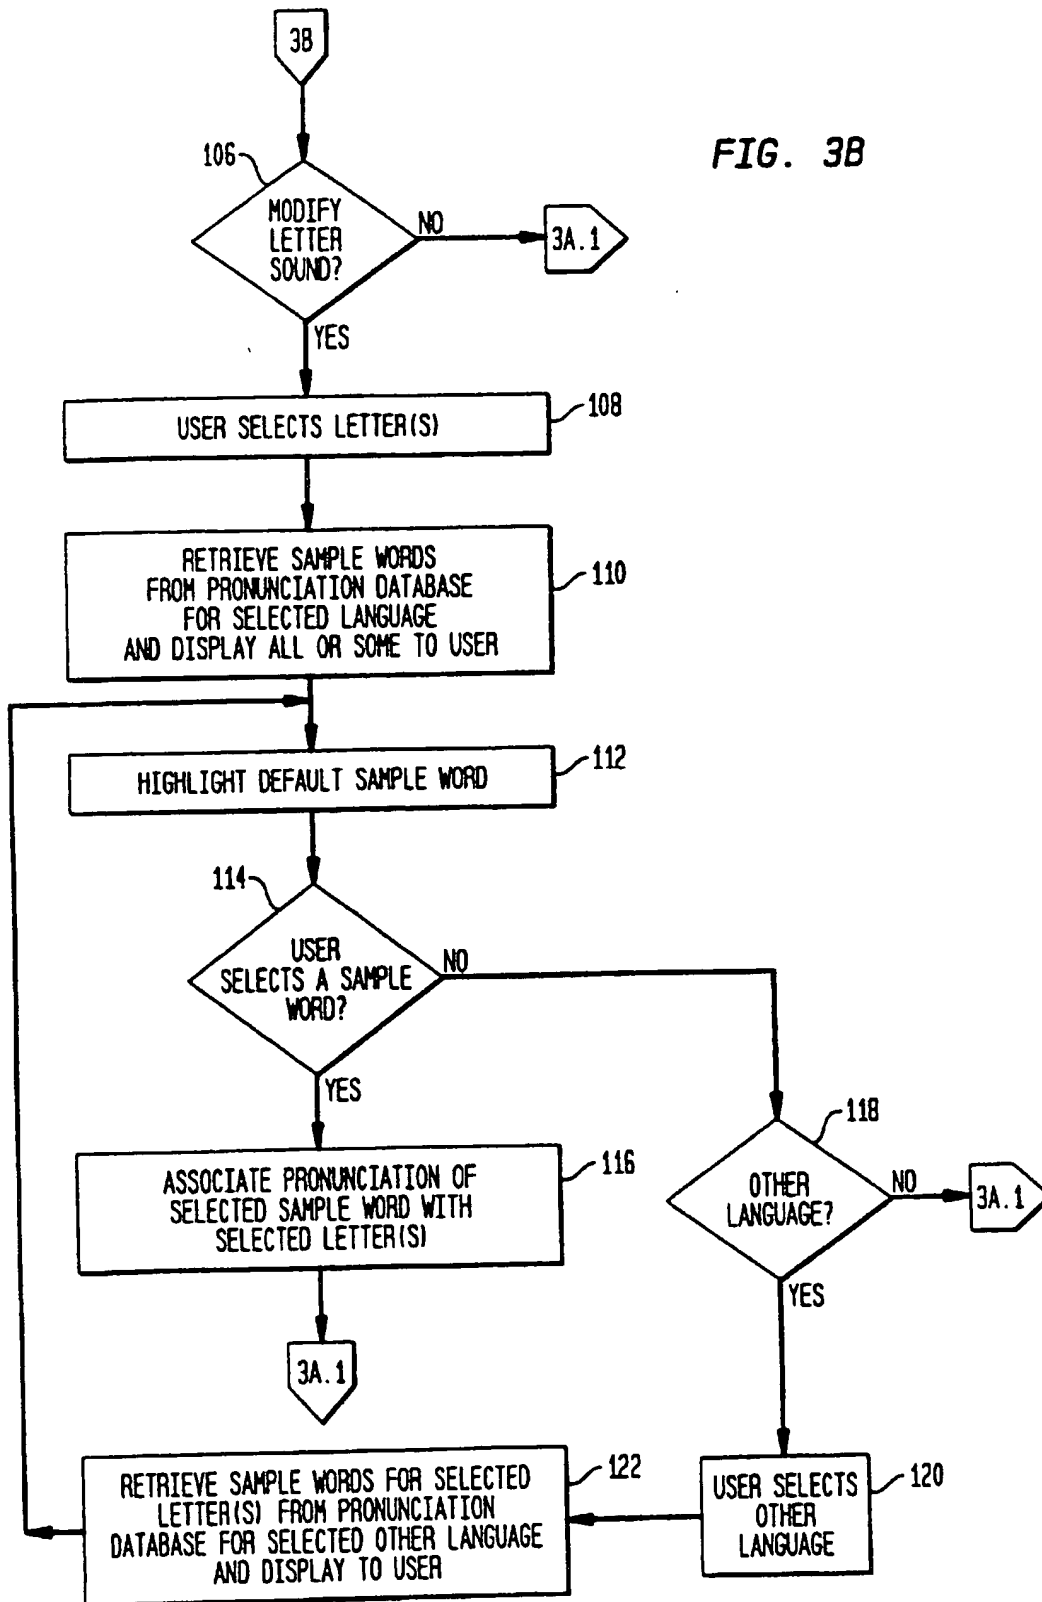 3B
FIG. 3B
106
MODIFY
LETTER
SOUND?
NO
3A.1
YES
USER SELECTS LETTER(S)
108
RETRIEVE SAMPLE WORDS
FROM PRONUNCIATION DATABASE
FOR SELECTED LANGUAGE
AND DISPLAY ALL OR SOME TO USER
110
HIGHLIGHT DEFAULT SAMPLE WORD
112
114
USER
SELECTS A SAMPLE
WORD?
NO
YES
118
OTHER
LANGUAGE?
NO
3A.1
YES
ASSOCIATE PRONUNCIATION OF
SELECTED SAMPLE WORD WITH
SELECTED LETTER(S)
116
3A.1
USER SELECTS
OTHER
LANGUAGE
120
RETRIEVE SAMPLE WORDS FOR SELECTED
LETTER(S) FROM PRONUNCIATION
DATABASE FOR SELECTED OTHER LANGUAGE
AND DISPLAY TO USER
122